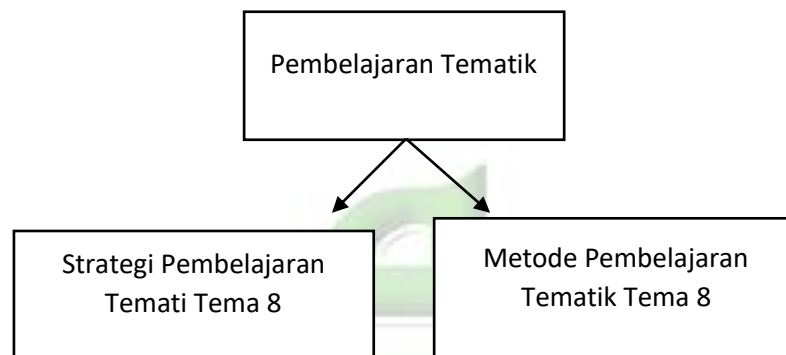 Pembelajaran Tematik
Strategi Pembelajaran
Temati Tema 8
Metode Pembelajaran
Tematik Tema 8